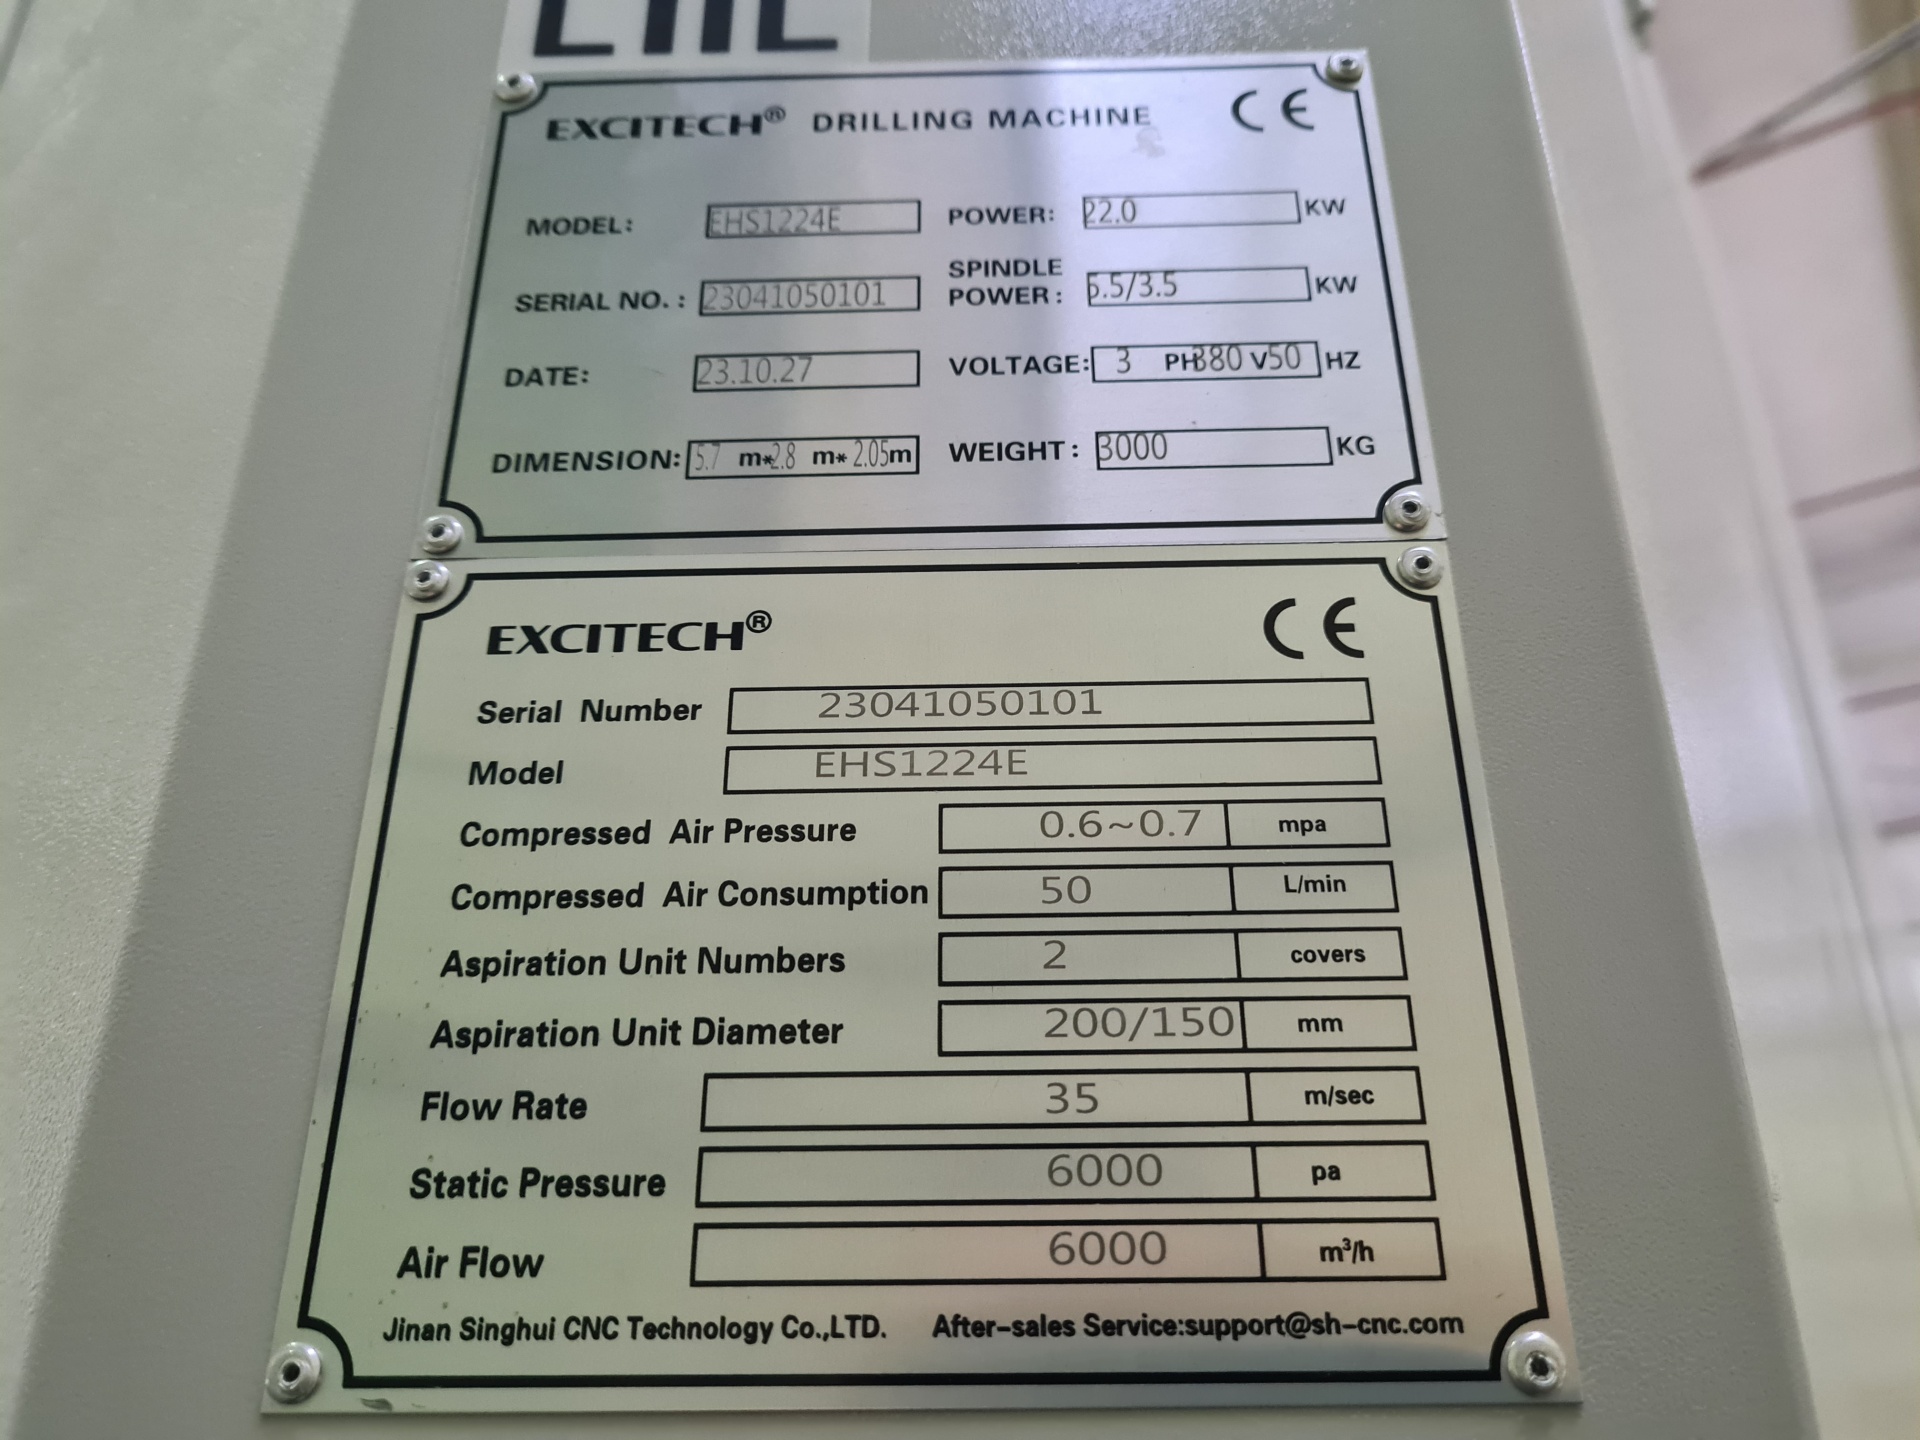 EXCITECH® DRILLING MACHINE CE
MODEL: EHS1224E POWER: 22.0 KW
SERIAL NO.: 23041050101 SPINDLE POWER: 5.5/3.5 KW
DATE: 23.10.27 VOLTAGE: 3 PH380 V50 HZ
DIMENSION: 5.7 m*2.8 m* 2.05m WEIGHT: 3000 KG
EXCITECH® CE
Serial Number 23041050101
Model EHS1224E
Compressed Air Pressure 0.6~0.7 mpa
Compressed Air Consumption 50 L/min
Aspiration Unit Numbers 2 covers
Aspiration Unit Diameter 200/150 mm
Flow Rate 35 m/sec
Static Pressure 6000 pa
Air Flow 6000 m³/h
Jinan Singhui CNC Technology Co.,LTD. After-sales Service:support@sh-cnc.com